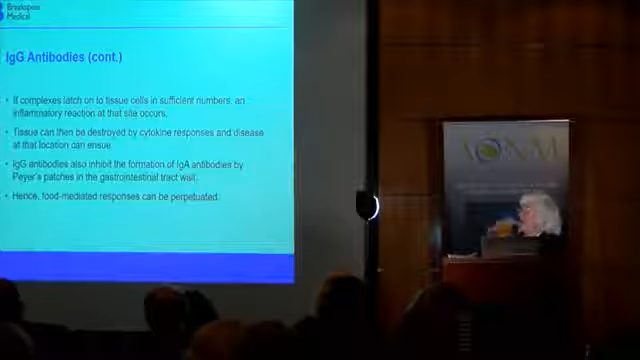 Breakspear
Medical
IgG Antibodies (cont.)
• If complexes latch on to tissue cells in sufficient numbers, an
inflammatory reaction at that site occurs.
• Tissue can then be destroyed by cytokine responses and disease
at that location can ensue.
• IgG antibodies also inhibit the formation of IgA antibodies by
Peyer's patches in the gastrointestinal tract wall.
• Hence, food-mediated responses can be perpetuated.
AONM